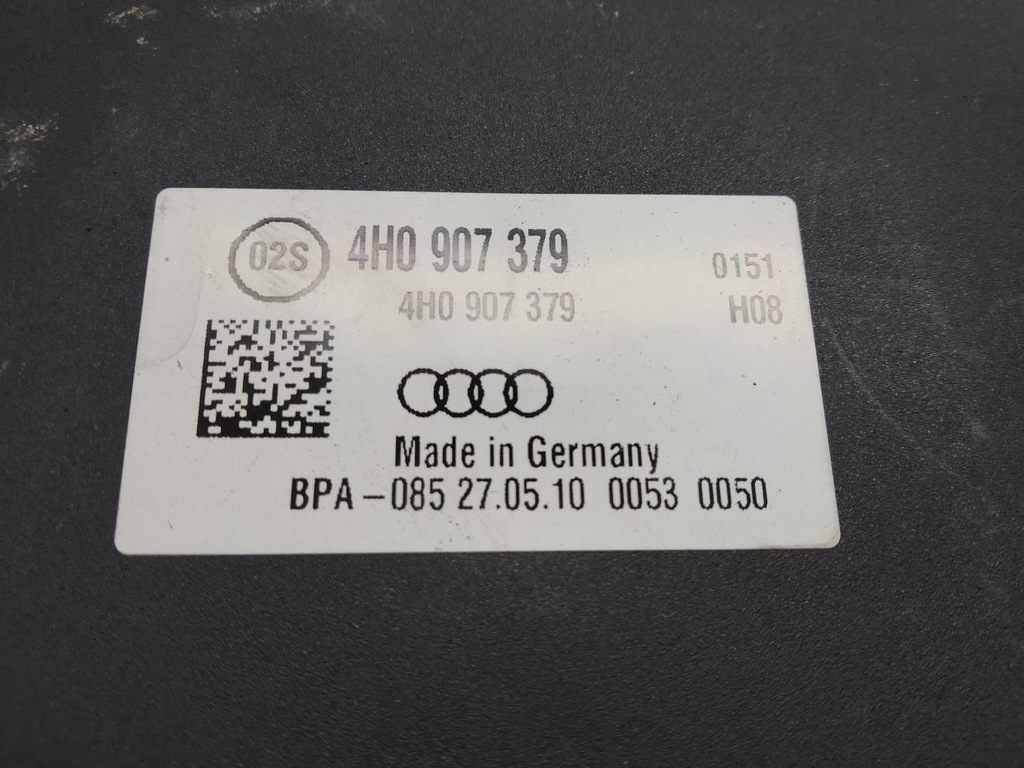 02S 4H0 907 379 0151
4H0 907 379 H08
Made in Germany
BPA-085 27.05.10 0053 0050